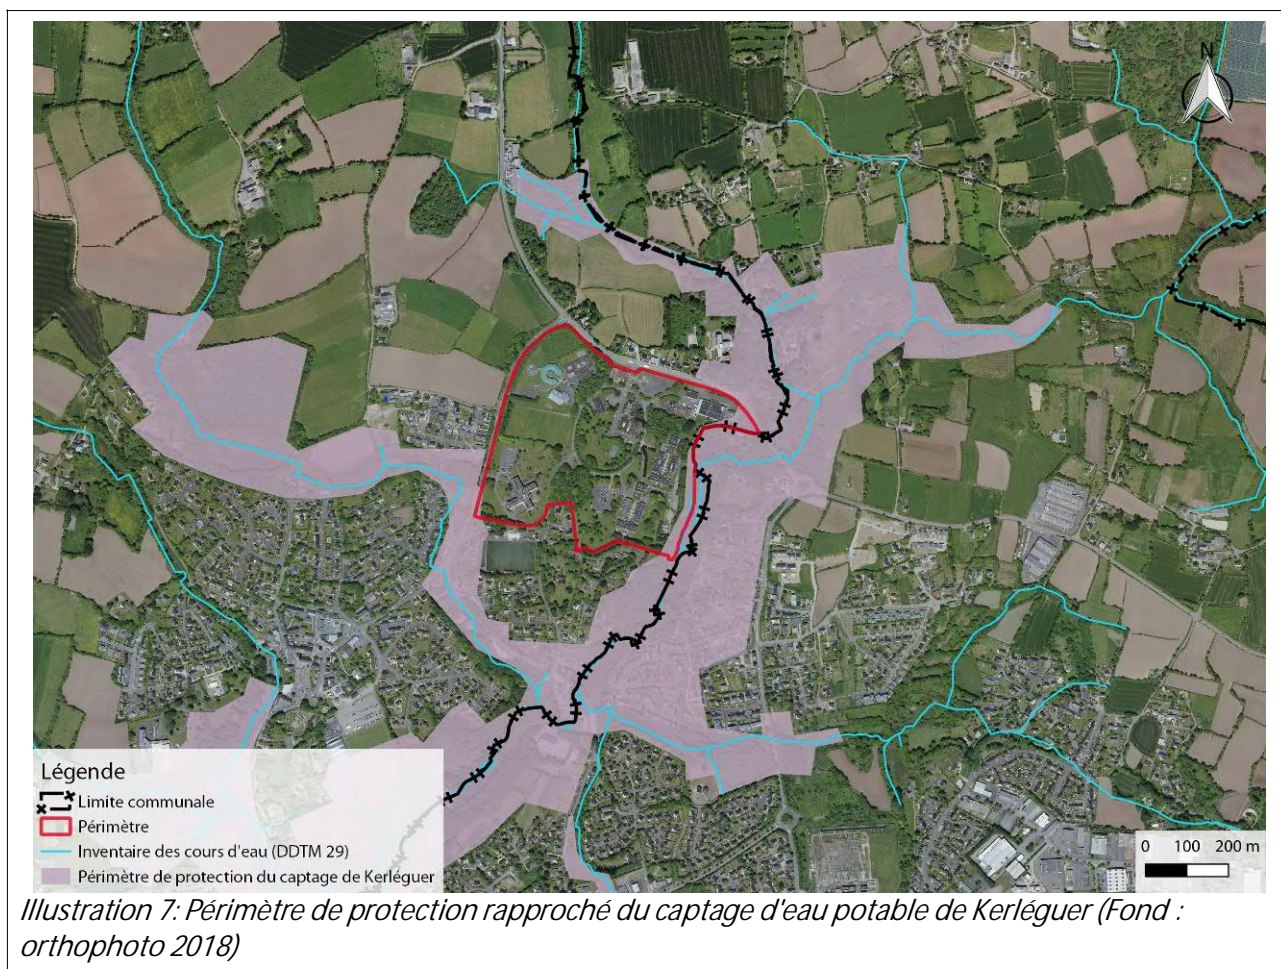 N
Légende
Limite communale
Périmètre
Inventaire des cours d'eau (DDTM 29)
Périmètre de protection du captage de Kerléguer
0 100 200 m
Illustration 7: Périmètre de protection rapproché du captage d'eau potable de Kerléguer (Fond :
orthophoto 2018)